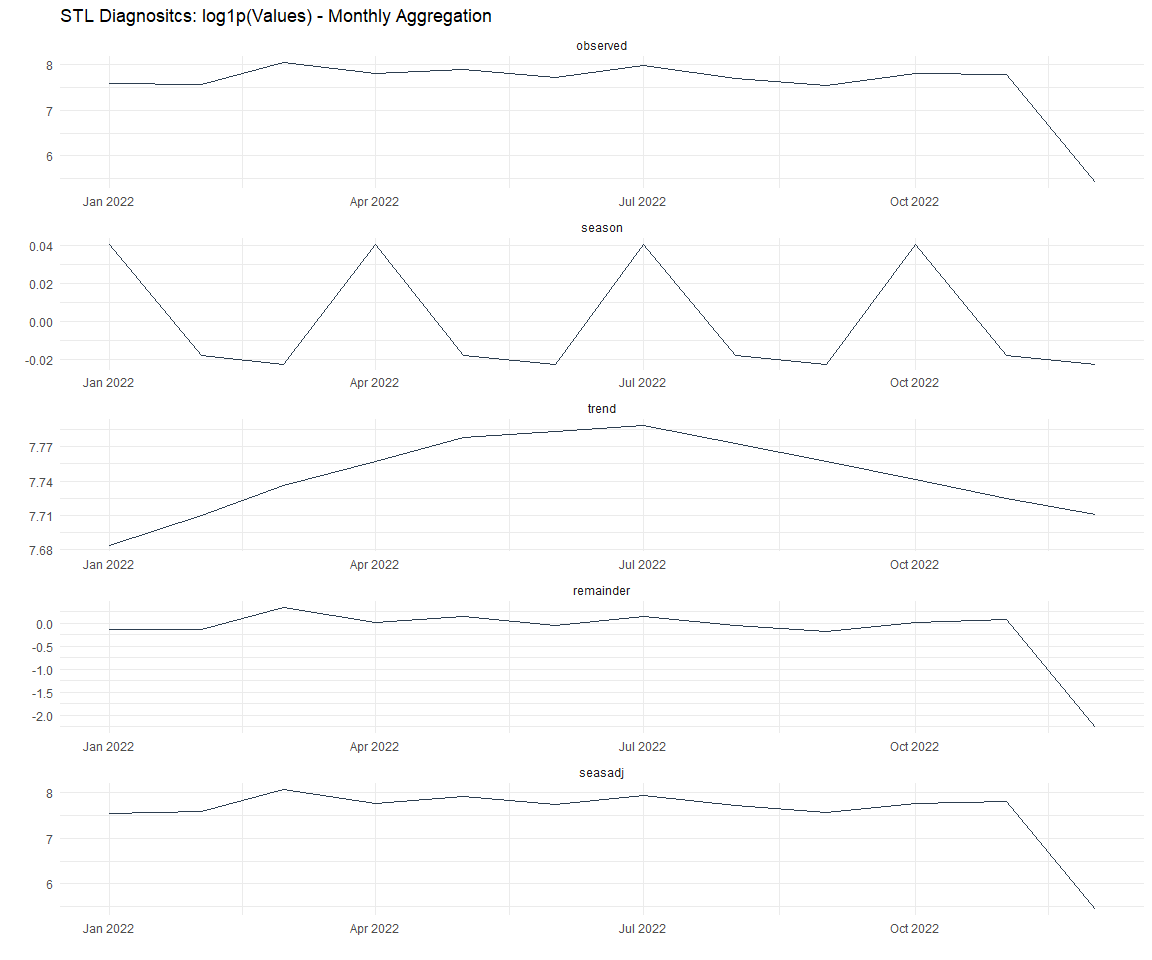 STL Diagnositcs: log1p(Values) - Monthly Aggregation
observed
8
7
6
Jan 2022 Apr 2022 Jul 2022 Oct 2022
season
0.04
0.02
0.00
-0.02
Jan 2022 Apr 2022 Jul 2022 Oct 2022
trend
7.77
7.74
7.71
7.68
Jan 2022 Apr 2022 Jul 2022 Oct 2022
remainder
0.0
-0.5
-1.0
-1.5
-2.0
Jan 2022 Apr 2022 Jul 2022 Oct 2022
seasadj
8
7
6
Jan 2022 Apr 2022 Jul 2022 Oct 2022